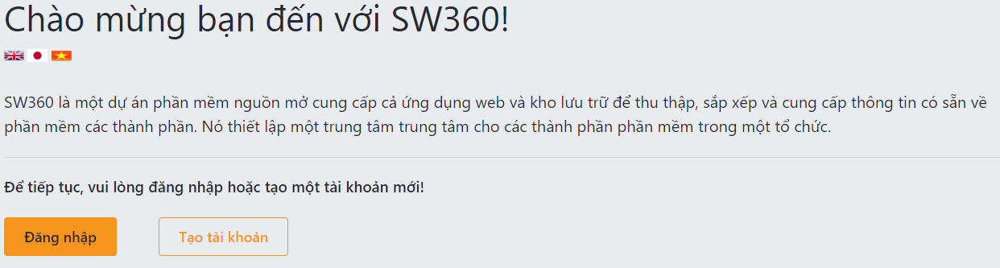 Chào mừng bạn đến với SW360!
SW360 là một dự án phần mềm nguồn mở cung cấp cả ứng dụng web và kho lưu trữ để thu thập, sắp xếp và cung cấp thông tin có sẵn về
phần mềm các thành phần. Nó thiết lập một trung tâm trung tâm cho các thành phần phần mềm trong một tổ chức.
Để tiếp tục, vui lòng đăng nhập hoặc tạo một tài khoản mới!
Đăng nhập
Tạo tài khoản